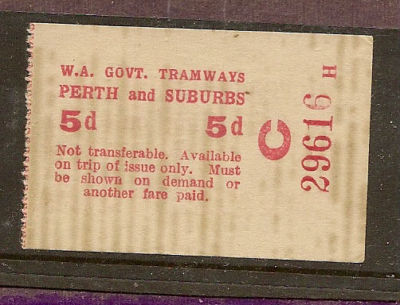 W.A. GOVT. TRAMWAYS
PERTH and SUBURBS
5d 5d
Not transferable. Available
on trip of issue only. Must
be shown on demand or
another fare paid.
C
29616 H